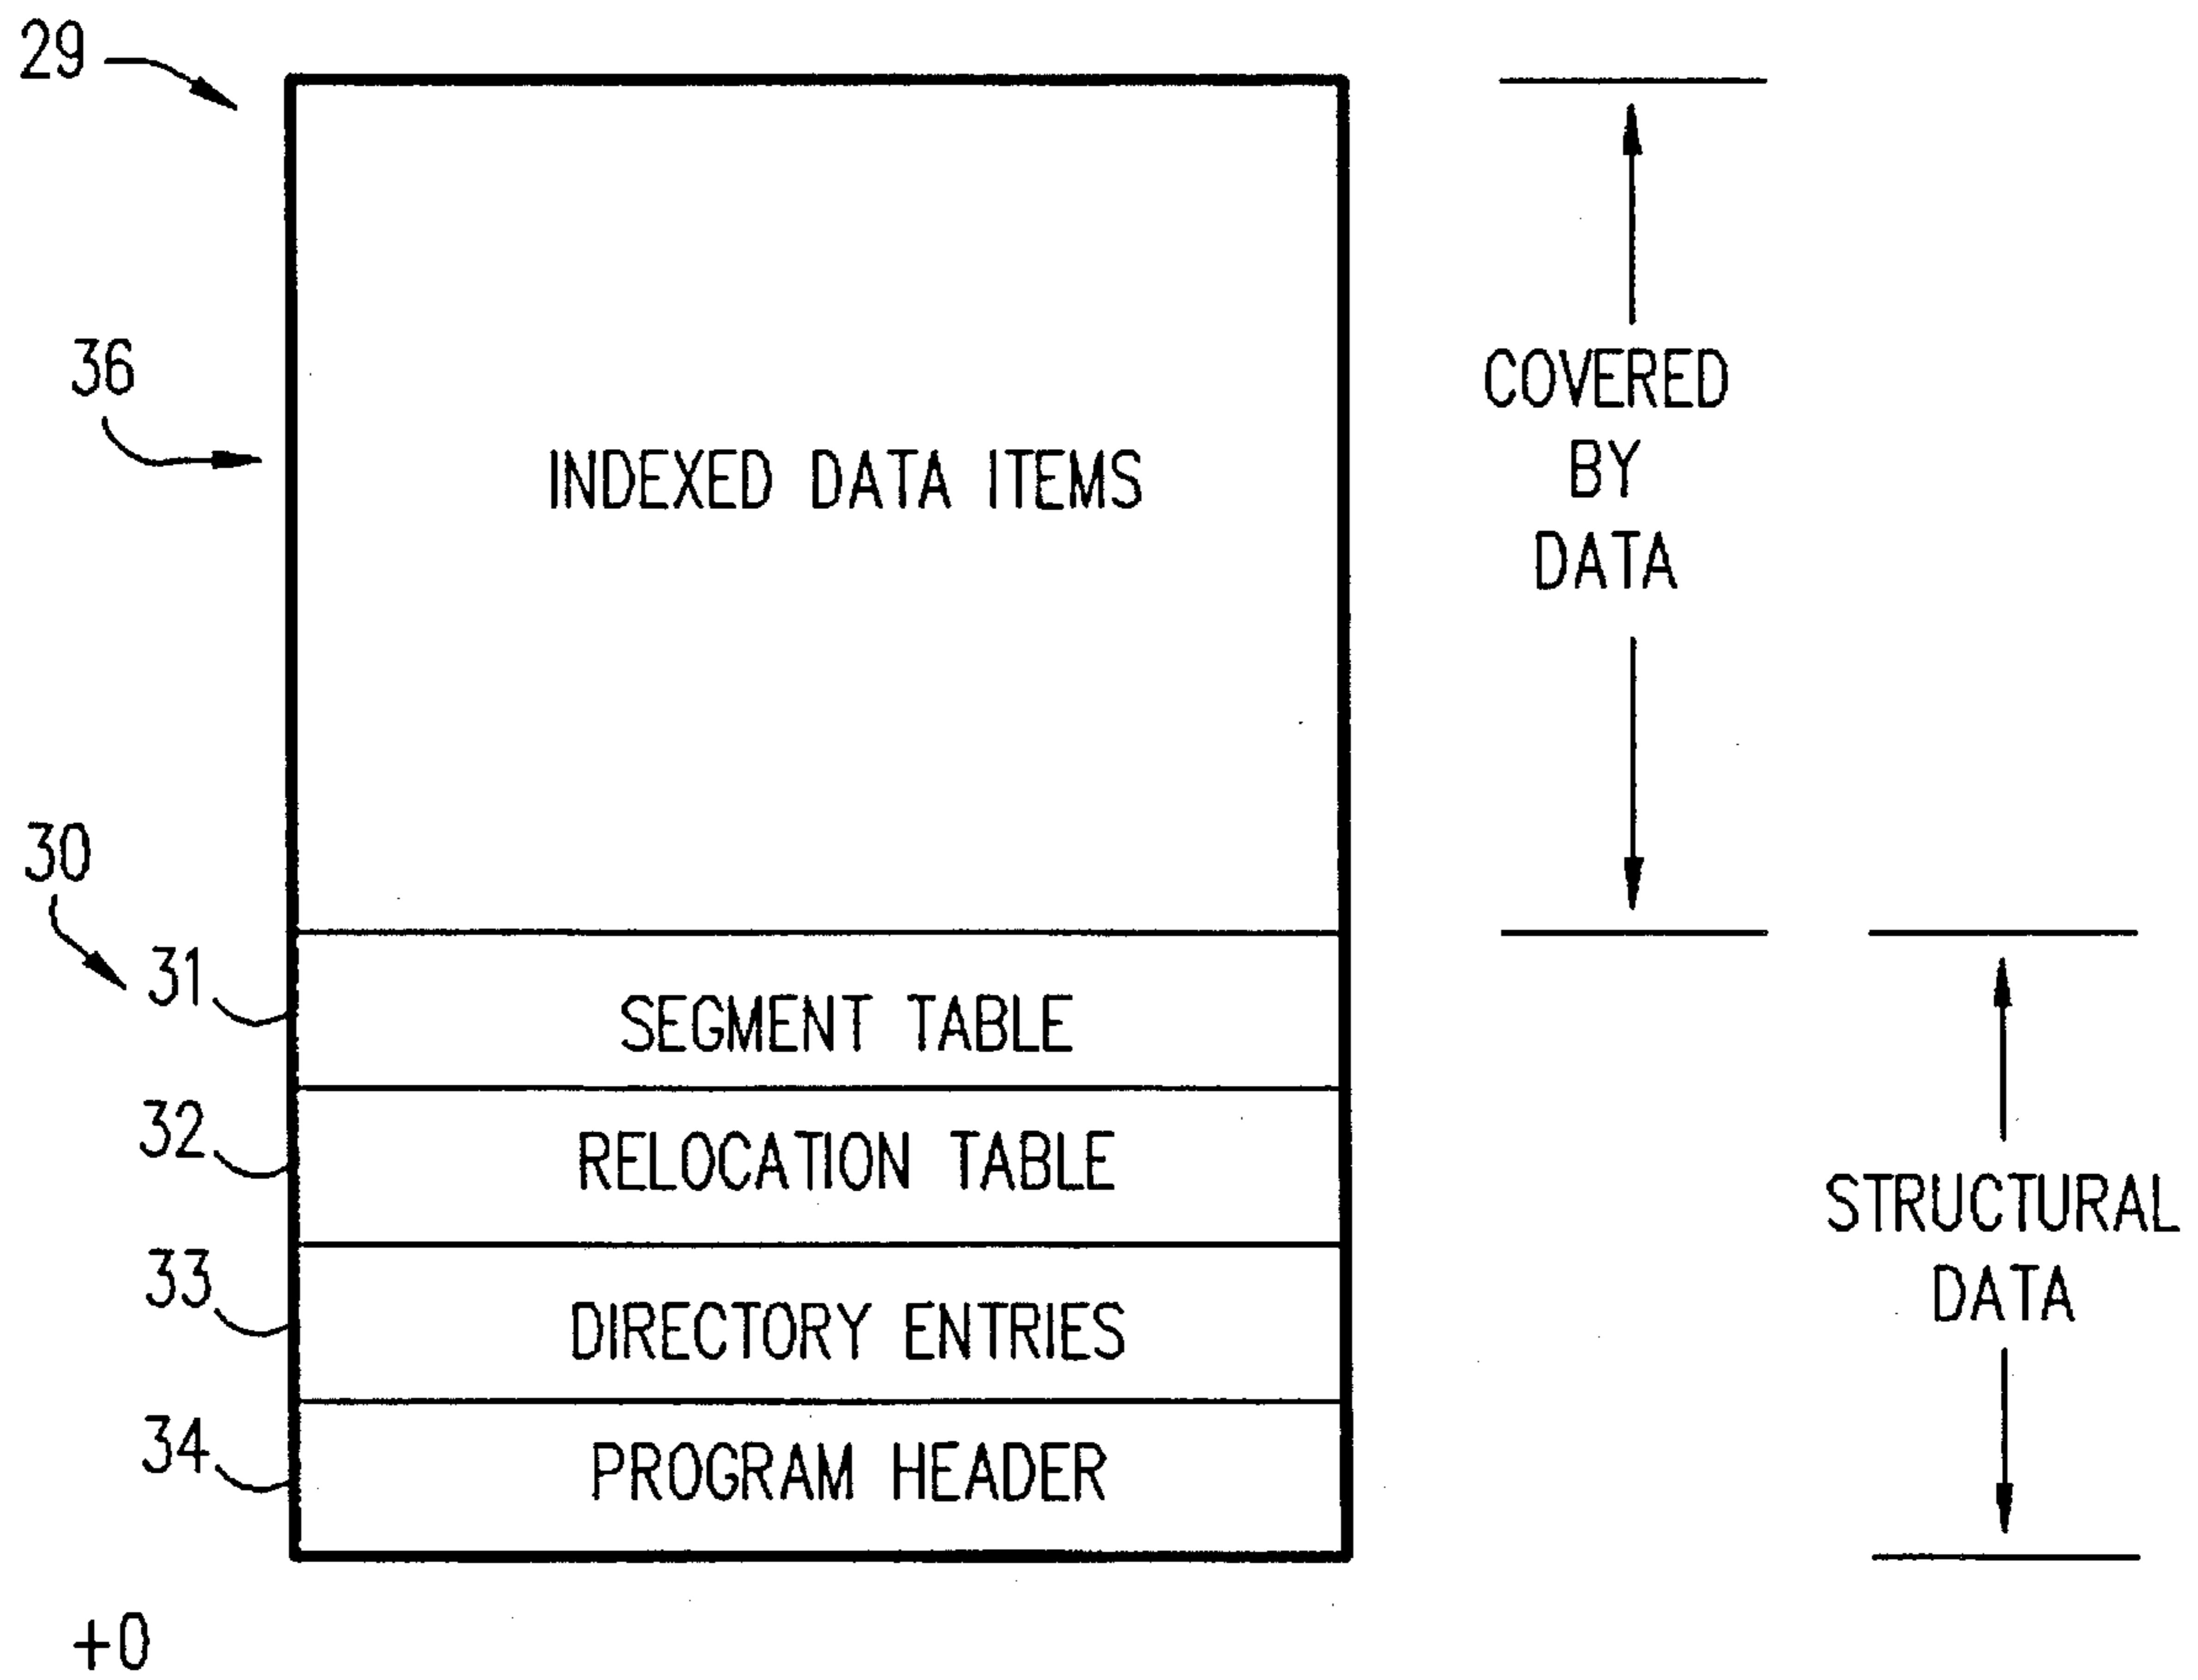 29
36
INDEXED DATA ITEMS
COVERED
BY
DATA
30
31
SEGMENT TABLE
32
RELOCATION TABLE
33
DIRECTORY ENTRIES
34
PROGRAM HEADER
STRUCTURAL
DATA
+0